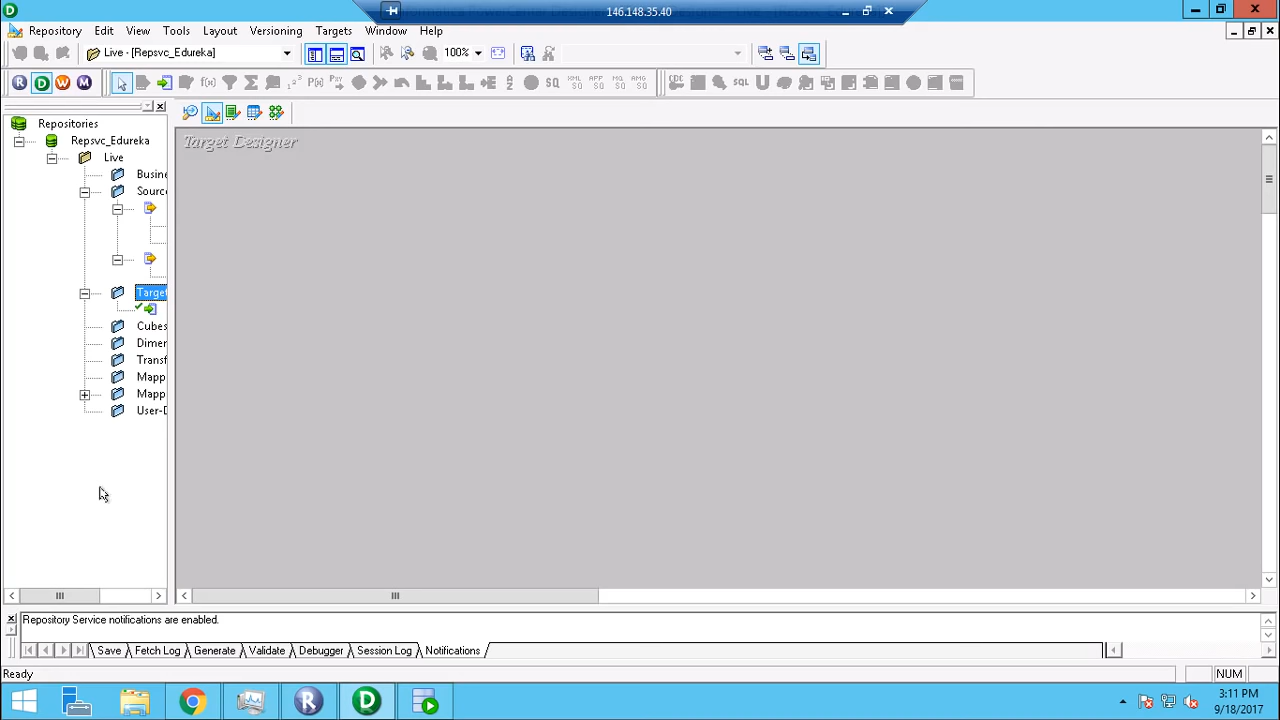 146.148.35.40
Repository Edit View Tools Layout Versioning Targets Window Help
Live - [Repsvc_Edureka] 100%
R D W M
SQL
Target Designer
Repositories
Repsvc_Edureka
Live
Busine
Source
Target
Cubes
Dimer
Transf
Mapp
Mapp
User-D
Repository Service notifications are enabled.
Save Fetch Log Generate Validate Debugger Session Log Notifications
Ready NUM
R D
3:11 PM
9/18/2017